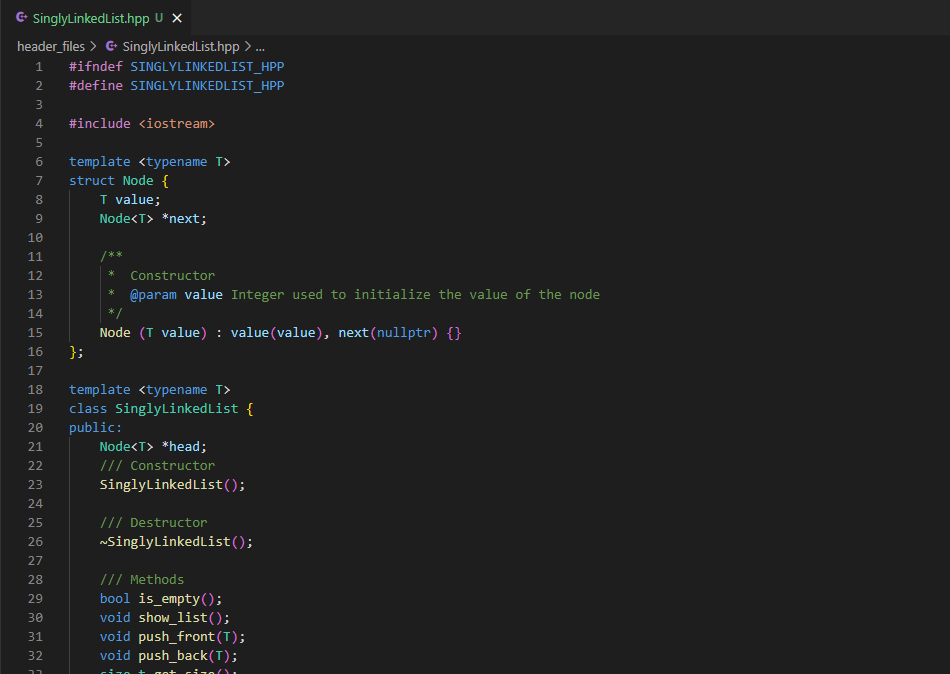 SinglyLinkedList.hpp U
header_files > SinglyLinkedList.hpp > ...
1 #ifndef SINGLYLINKEDLIST_HPP
2 #define SINGLYLINKEDLIST_HPP
3
4 #include <iostream>
5
6 template <typename T>
7 struct Node {
8     T value;
9     Node<T> *next;
10
11     /**
12      *  Constructor
13      *  @param value Integer used to initialize the value of the node
14      */
15     Node (T value) : value(value), next(nullptr) {}
16 };
17
18 template <typename T>
19 class SinglyLinkedList {
20 public:
21     Node<T> *head;
22     /// Constructor
23     SinglyLinkedList();
24
25     /// Destructor
26     ~SinglyLinkedList();
27
28     /// Methods
29     bool is_empty();
30     void show_list();
31     void push_front(T);
32     void push_back(T);
33     size_t get_size();